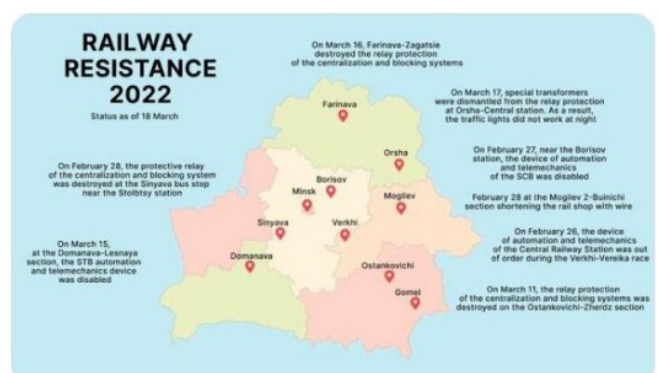 RAILWAY
RESISTANCE
2022
Status as of 18 March
On March 16, Farinava-Zagatsie
destroyed the relay protection
of the centralization and blocking systems
On March 17, special transformers
were dismantled from the relay protection
at Orsha-Central station. As a result,
the traffic lights did not work at night
On February 27, near the Borisov
station, the device of automation
and telemechanics
of the SCB was disabled
On February 28, the protective relay
of the centralization and blocking system
was destroyed at the Sinyava bus stop
near the Stolbtsy station
February 28 at the Mogilev 2-Buinichi
section shortening the rail shop with wire
On February 26, the device
of automation and telemechanics
of the Central Railway Station was out
of order during the Verkhi-Vereika race
On March 15,
at the Domanava-Lesnaya
section, the STB automation
and telemechanics device
was disabled
On March 11, the relay protection
of the centralization and blocking systems was
destroyed on the Ostankovichi-Zherdz section
Farinava
Orsha
Borisov
Minsk
Mogilev
Sinyava
Verkhi
Domanava
Ostankovichi
Gomel